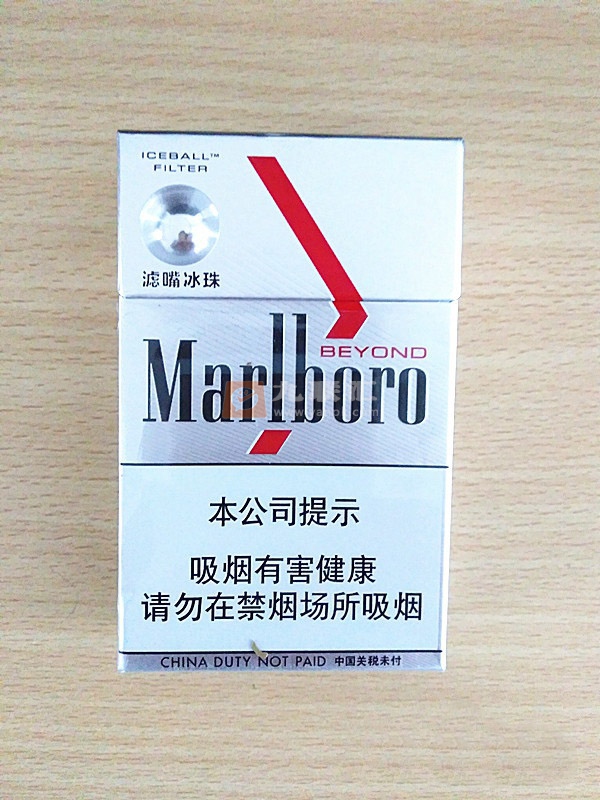 ICEBALL™
FILTER
滤嘴冰珠
BEYOND
Marlboro
本公司提示
吸烟有害健康
请勿在禁烟场所吸烟
CHINA DUTY NOT PAID 中国关税未付